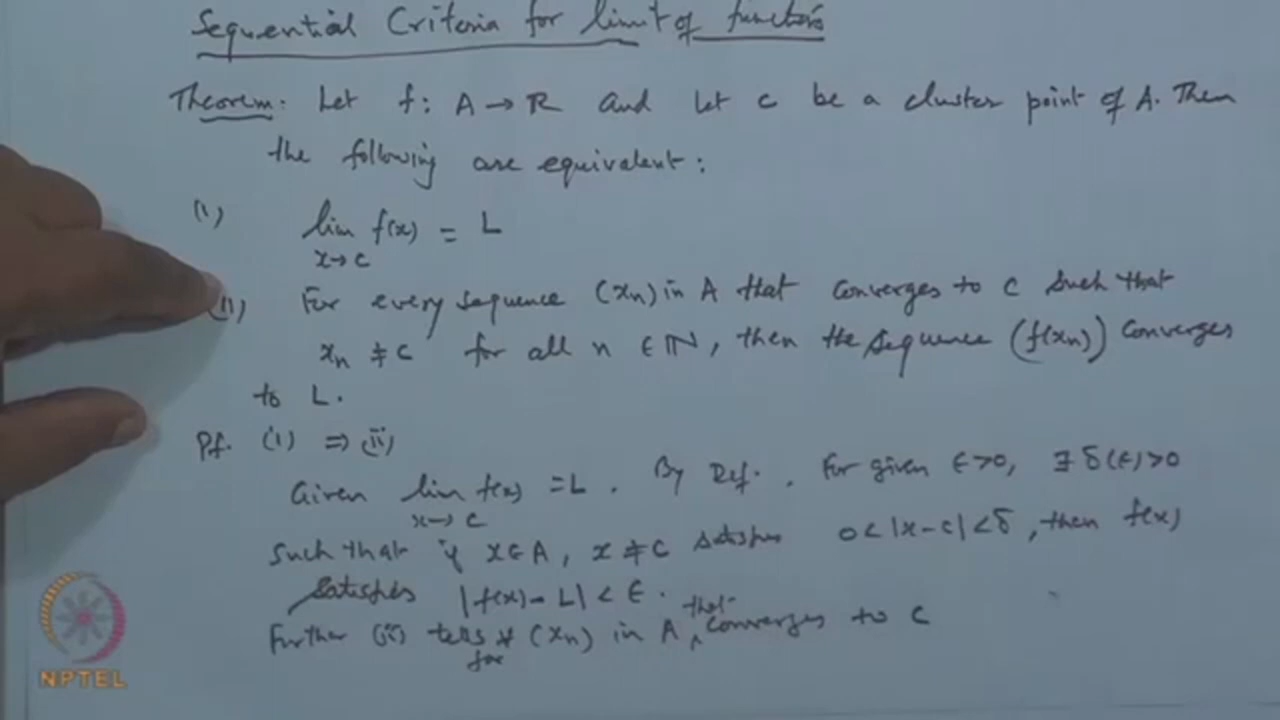 Sequential Criteria for limit of functions
Theorem: Let f: A → R and let c be a cluster point of A. Then
the following are equivalent:
(i) lim f(x) = L
x→c
(ii) For every sequence (xn) in A that converges to c such that
xn ≠ c for all n ∈ N, then the sequence (f(xn)) converges
to L.
Pf. (i) ⇒ (ii)
Given lim f(x) = L. By Def. For given ϵ>0, ∃ δ(ϵ)>0
x→c
such that if x∈A, x≠c satisfies 0<|x-c|<δ, then f(x)
satisfies |f(x)-L|<ϵ.
Further (ii) tells for (xn) in A that converges to c
NPTEL